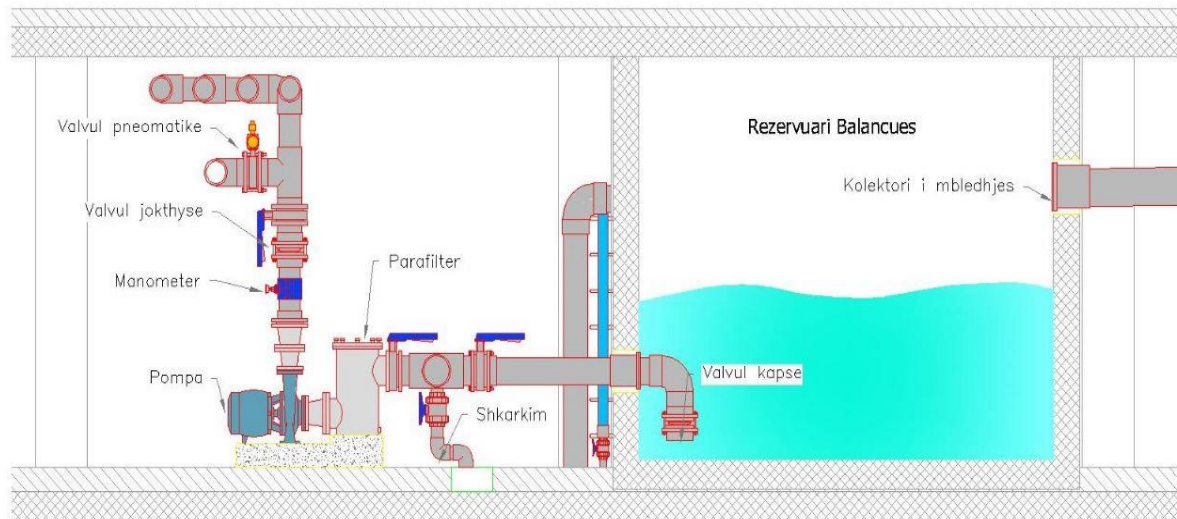 Valvul pneomatike
Rezervuari Balancues
Kolektori i mbledhjes
Valvul jokthyse
Parafilter
Manometer
Valvul kapse
Pompa
Shkarkim